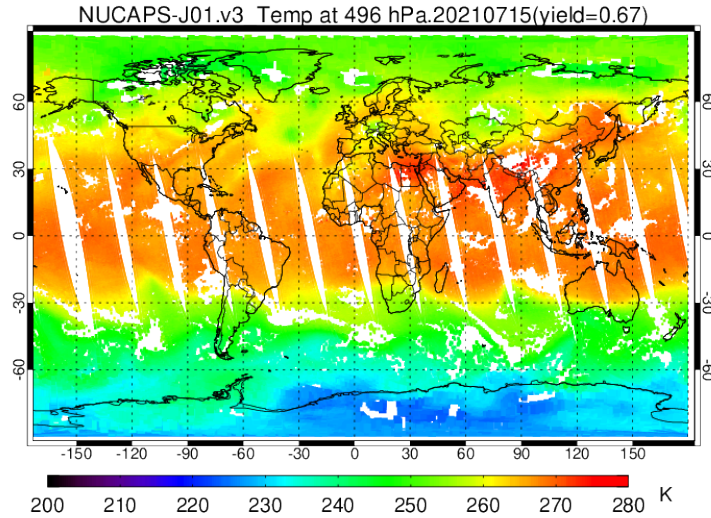 NUCAPS-J01.v3 Temp at 496 hPa.20210715(yield=0.67)
60 60
30 30
0 0
-30 -30
-60 -60
-150 -120 -90 -60 -30 0 30 60 90 120 150
200 210 220 230 240 250 260 270 280 K